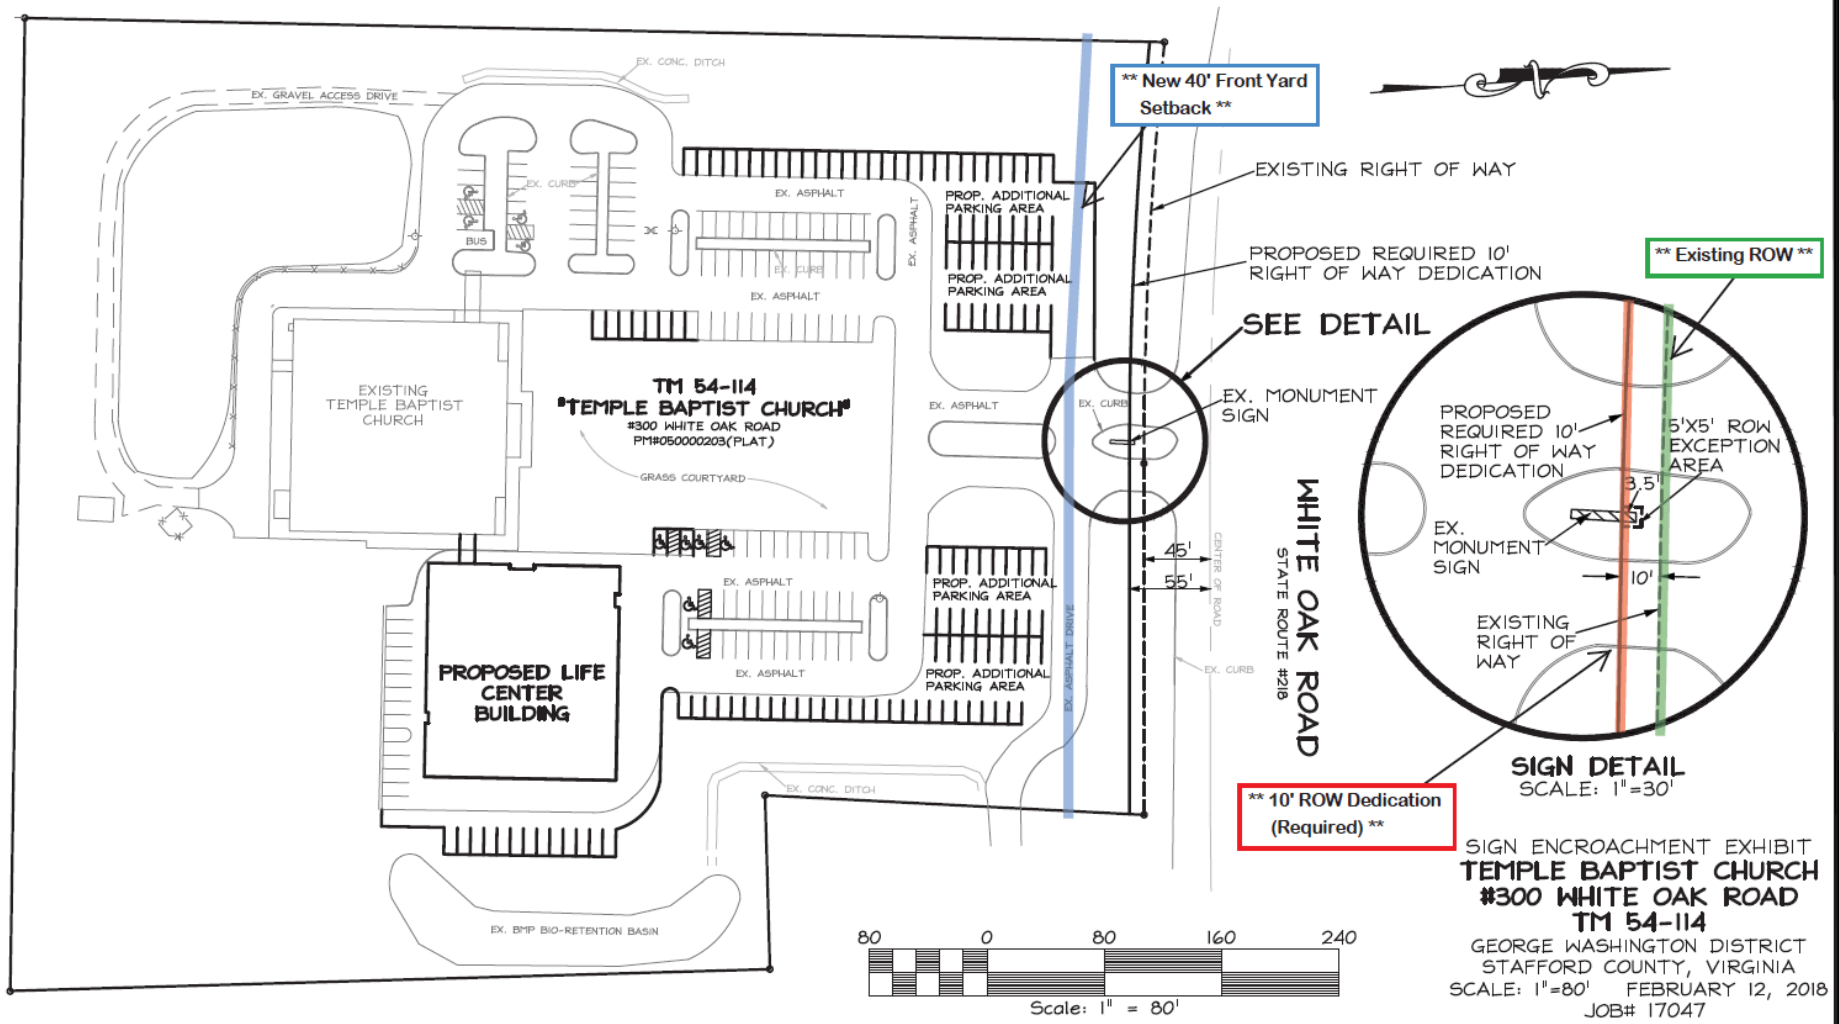 EX. CONC. DITCH
EX. GRAVEL ACCESS DRIVE
** New 40' Front Yard
Setback **
EX. CURB
EX. ASPHALT
EX. ASPHALT
PROP. ADDITIONAL
PARKING AREA
EXISTING RIGHT OF WAY
BUS
EX. CURB
EX. ASPHALT
PROP. ADDITIONAL
PARKING AREA
PROPOSED REQUIRED 10'
RIGHT OF WAY DEDICATION
** Existing ROW **
SEE DETAIL
EXISTING
TEMPLE BAPTIST
CHURCH
TM 54-114
"TEMPLE BAPTIST CHURCH"
#300 WHITE OAK ROAD
PM#050000203(PLAT)
GRASS COURTYARD
EX. ASPHALT
EX. CURB
EX. MONUMENT
SIGN
PROPOSED
REQUIRED 10'
RIGHT OF WAY
DEDICATION
5'X5' ROW
EXCEPTION
AREA
3.5'
EX.
MONUMENT
SIGN
10'
EXISTING
RIGHT OF
WAY
45'
55'
CENTER OF ROAD
WHITE OAK ROAD
STATE ROUTE #218
EX. ASPHALT
PROP. ADDITIONAL
PARKING AREA
EX. ASPHALT DRIVE
EX. CURB
PROPOSED LIFE
CENTER
BUILDING
EX. ASPHALT
PROP. ADDITIONAL
PARKING AREA
EX. CONC. DITCH
** 10' ROW Dedication
(Required) **
SIGN DETAIL
SCALE: 1"=30'
EX. BMP BIO-RETENTION BASIN
80 0 80 160 240
Scale: 1" = 80'
SIGN ENCROACHMENT EXHIBIT
TEMPLE BAPTIST CHURCH
#300 WHITE OAK ROAD
TM 54-114
GEORGE WASHINGTON DISTRICT
STAFFORD COUNTY, VIRGINIA
SCALE: 1"=80' FEBRUARY 12, 2018
JOB# 17047